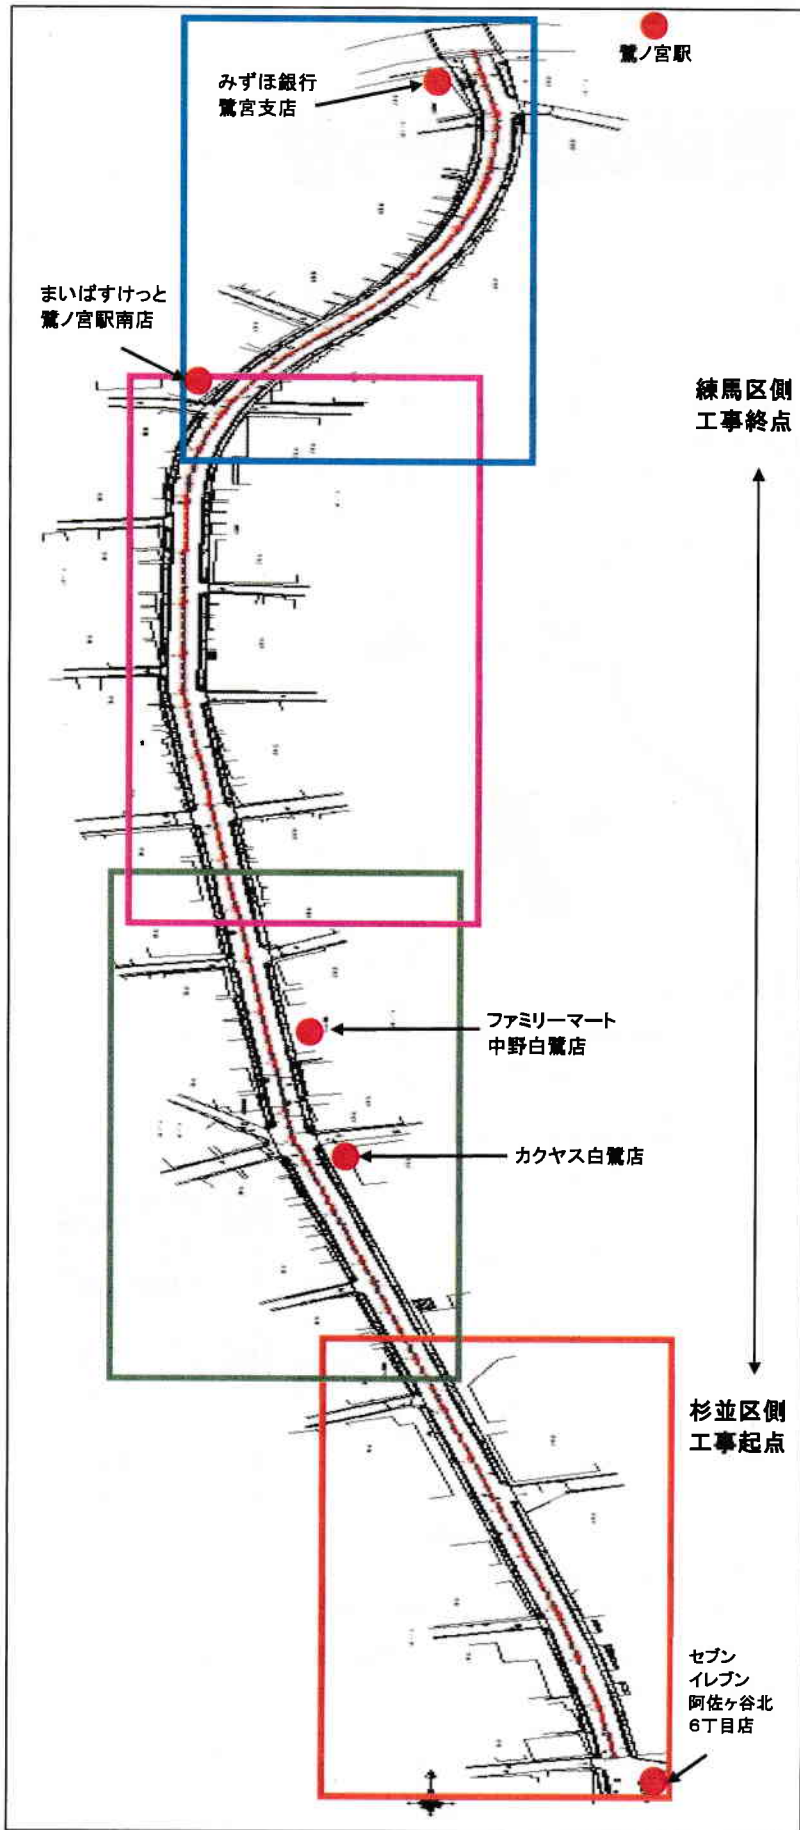 鷺ノ宮駅
みずほ銀行
鷺宮支店
まいばすけっと
鷺ノ宮駅南店
練馬区側
工事終点
ファミリーマート
中野白鷺店
カクヤス白鷺店
杉並区側
工事起点
セブン
イレブン
阿佐ヶ谷北
6丁目店